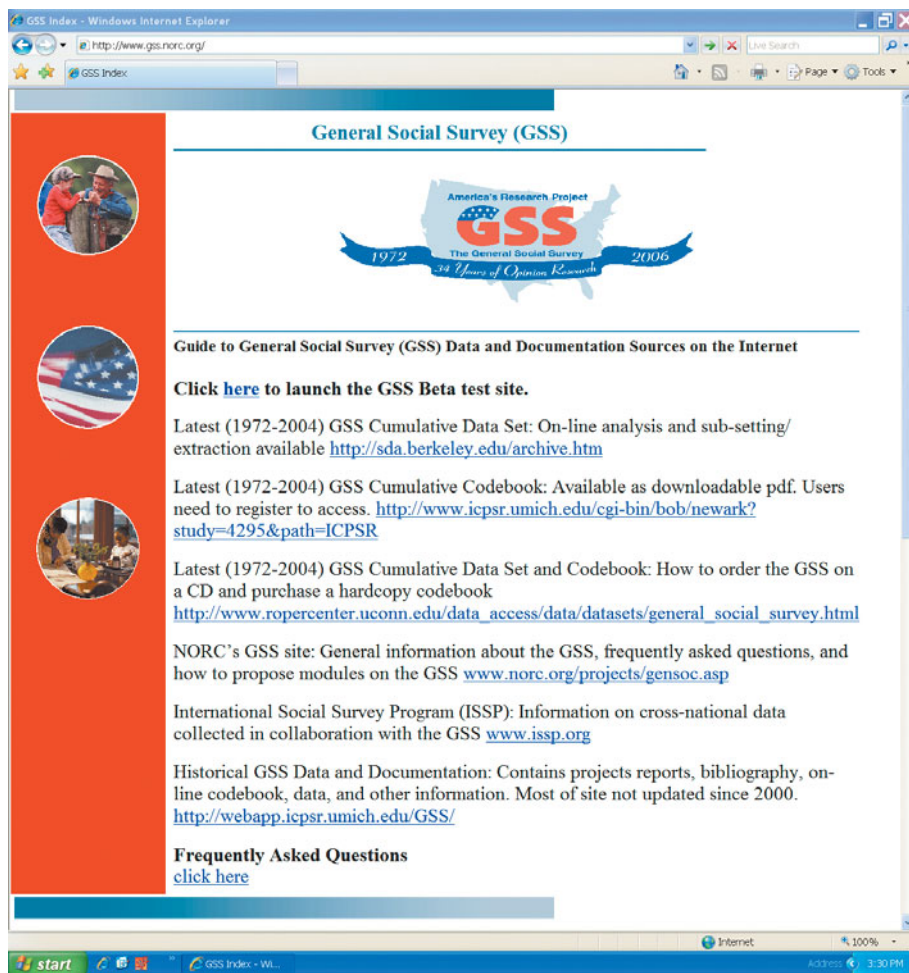 GSS Index - Windows Internet Explorer
http://www.gss.norc.org/
Live Search
GSS Index
Page
Tools
General Social Survey (GSS)
America's Research Project
GSS
The General Social Survey
1972
34 Years of Opinion Research
2006
Guide to General Social Survey (GSS) Data and Documentation Sources on the Internet
Click here to launch the GSS Beta test site.
Latest (1972-2004) GSS Cumulative Data Set: On-line analysis and sub-setting/
extraction available http://sda.berkeley.edu/archive.htm
Latest (1972-2004) GSS Cumulative Codebook: Available as downloadable pdf. Users
need to register to access. http://www.icpsr.umich.edu/cgi-bin/bob/newark?
study=4295&path=ICPSR
Latest (1972-2004) GSS Cumulative Data Set and Codebook: How to order the GSS on
a CD and purchase a hardcopy codebook
http://www.ropercenter.uconn.edu/data_access/data/datasets/general_social_survey.html
NORC's GSS site: General information about the GSS, frequently asked questions, and
how to propose modules on the GSS www.norc.org/projects/gensoc.asp
International Social Survey Program (ISSP): Information on cross-national data
collected in collaboration with the GSS www.issp.org
Historical GSS Data and Documentation: Contains projects reports, bibliography, on-
line codebook, data, and other information. Most of site not updated since 2000.
http://webapp.icpsr.umich.edu/GSS/
Frequently Asked Questions
click here
Internet
100%
start
GSS Index - Wi...
Address
3:30 PM